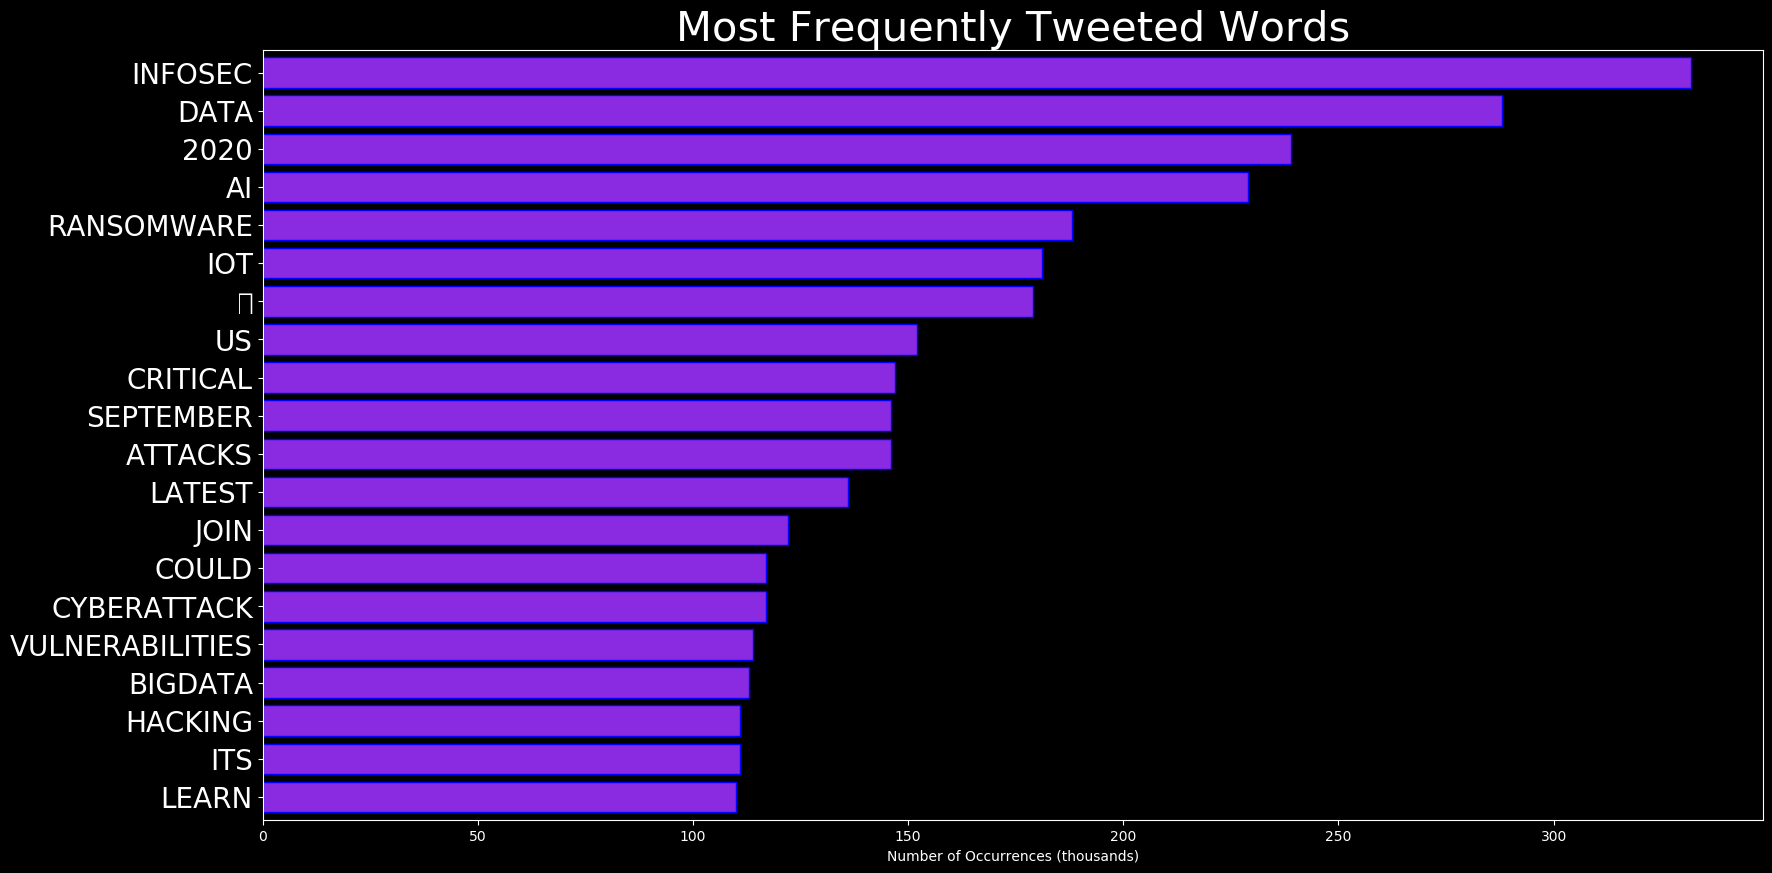 Most Frequently Tweeted Words
INFOSEC
DATA
2020
AI
RANSOMWARE
IOT
US
CRITICAL
SEPTEMBER
ATTACKS
LATEST
JOIN
COULD
CYBERATTACK
VULNERABILITIES
BIGDATA
HACKING
ITS
LEARN
0 50 100 150 200 250 300
Number of Occurrences (thousands)